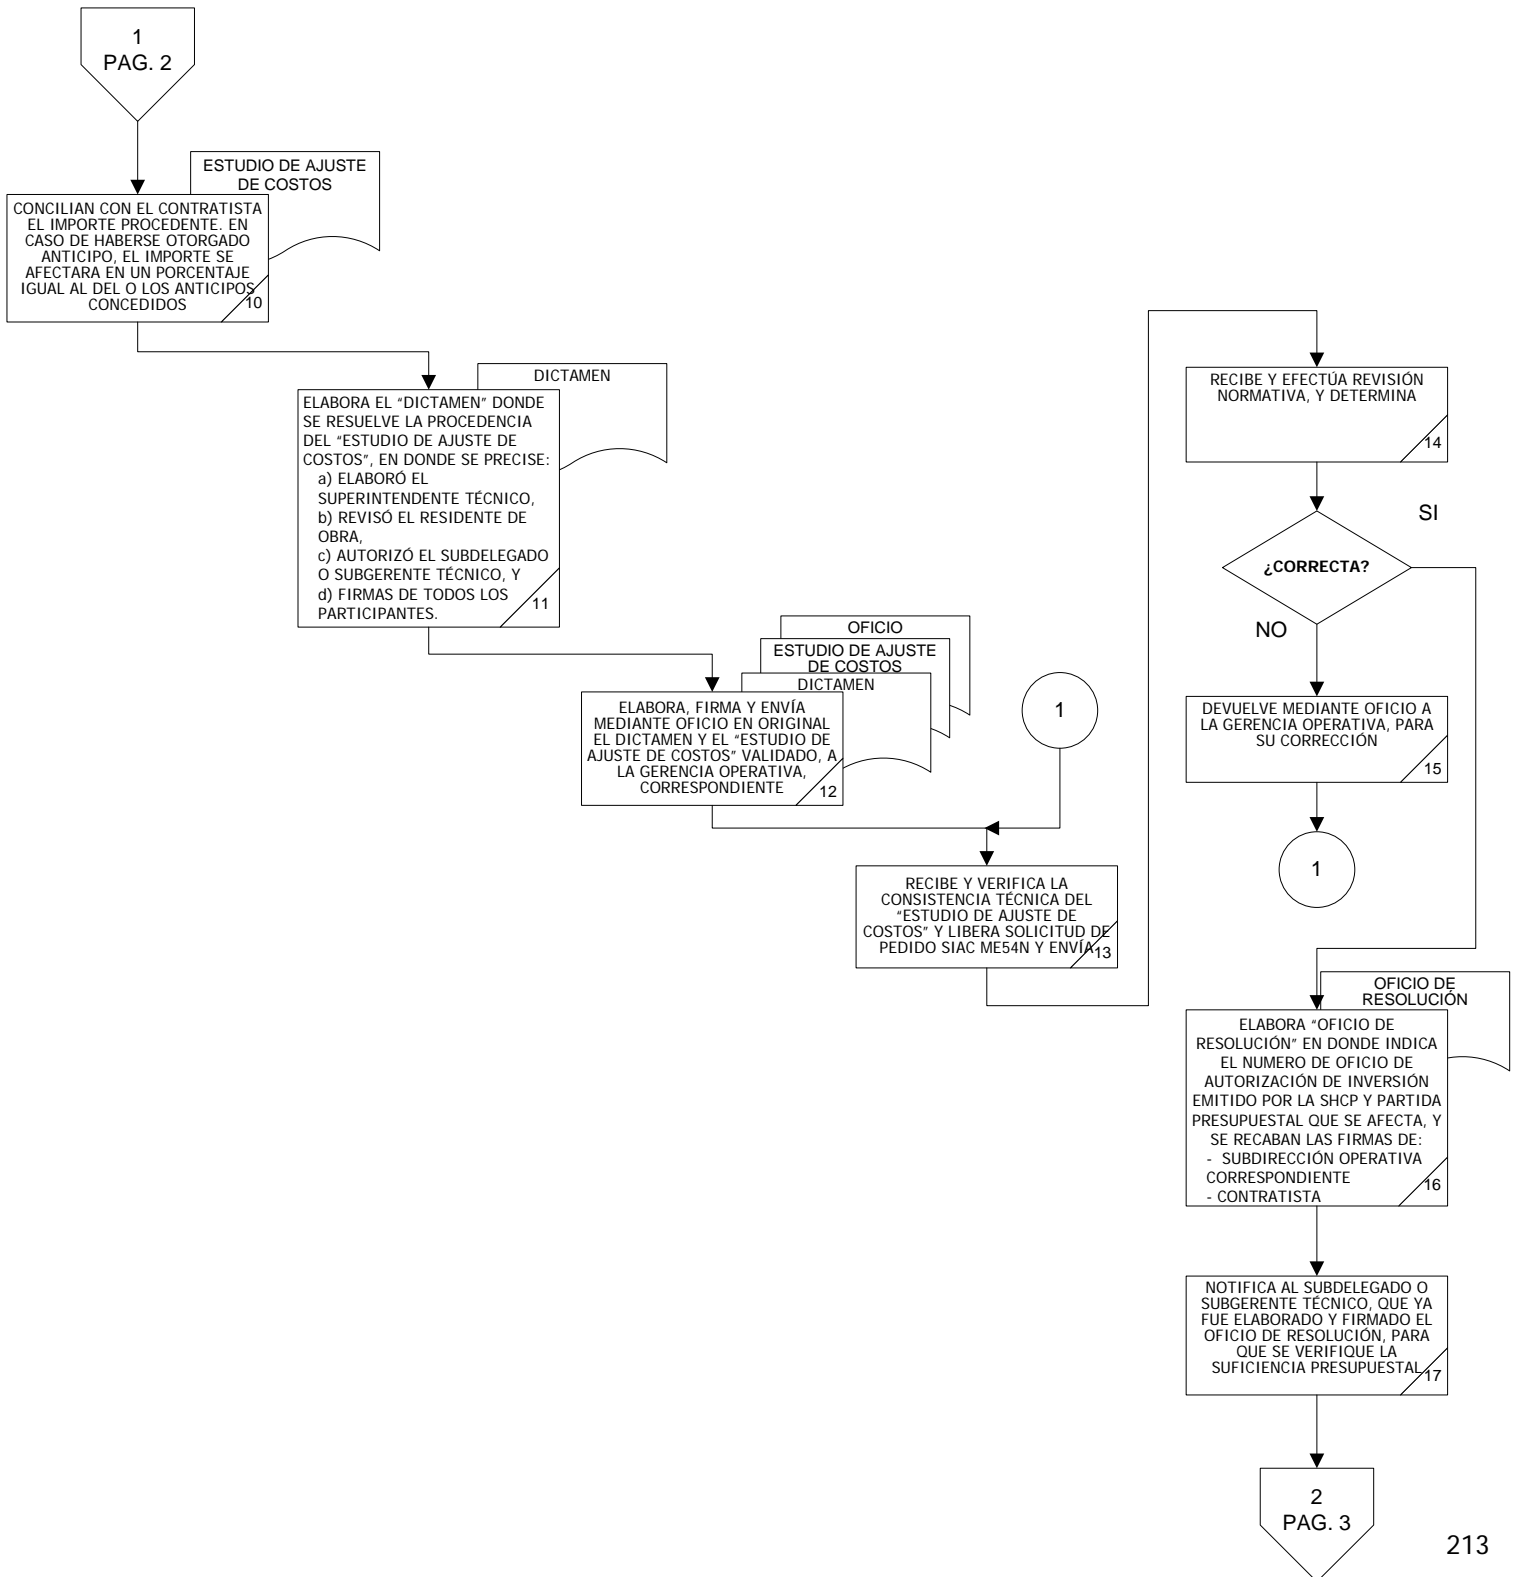 1
PAG. 2
ESTUDIO DE AJUSTE
DE COSTOS
CONCILIAN CON EL CONTRATISTA
EL IMPORTE PROCEDENTE. EN
CASO DE HABERSE OTORGADO
ANTICIPO, EL IMPORTE SE
AFECTARA EN UN PORCENTAJE
IGUAL AL DEL O LOS ANTICIPOS
CONCEDIDOS
10
DICTAMEN
ELABORA EL “DICTAMEN” DONDE
SE RESUELVE LA PROCEDENCIA
DEL “ESTUDIO DE AJUSTE DE
COSTOS”, EN DONDE SE PRECISE:
a) ELABORÓ EL
SUPERINTENDENTE TÉCNICO,
b) REVISÓ EL RESIDENTE DE
OBRA,
c) AUTORIZÓ EL SUBDELEGADO
O SUBGERENTE TÉCNICO, Y
d) FIRMAS DE TODOS LOS
PARTICIPANTES.
11
OFICIO
ESTUDIO DE AJUSTE
DE COSTOS
DICTAMEN
ELABORA, FIRMA Y ENVÍA
MEDIANTE OFICIO EN ORIGINAL
EL DICTAMEN Y EL “ESTUDIO DE
AJUSTE DE COSTOS” VALIDADO, A
LA GERENCIA OPERATIVA,
CORRESPONDIENTE
12
1
RECIBE Y VERIFICA LA
CONSISTENCIA TÉCNICA DEL
“ESTUDIO DE AJUSTE DE
COSTOS” Y LIBERA SOLICITUD DE
PEDIDO SIAC ME54N Y ENVÍA
13
RECIBE Y EFECTÚA REVISIÓN
NORMATIVA, Y DETERMINA
14
SI
¿CORRECTA?
NO
DEVUELVE MEDIANTE OFICIO A
LA GERENCIA OPERATIVA, PARA
SU CORRECCIÓN
15
1
OFICIO DE
RESOLUCIÓN
ELABORA “OFICIO DE
RESOLUCIÓN” EN DONDE INDICA
EL NUMERO DE OFICIO DE
AUTORIZACIÓN DE INVERSIÓN
EMITIDO POR LA SHCP Y PARTIDA
PRESUPUESTAL QUE SE AFECTA, Y
SE RECABAN LAS FIRMAS DE:
- SUBDIRECCIÓN OPERATIVA
CORRESPONDIENTE
- CONTRATISTA
16
NOTIFICA AL SUBDELEGADO O
SUBGERENTE TÉCNICO, QUE YA
FUE ELABORADO Y FIRMADO EL
OFICIO DE RESOLUCIÓN, PARA
QUE SE VERIFIQUE LA
SUFICIENCIA PRESUPUESTAL
17
2
PAG. 3
213